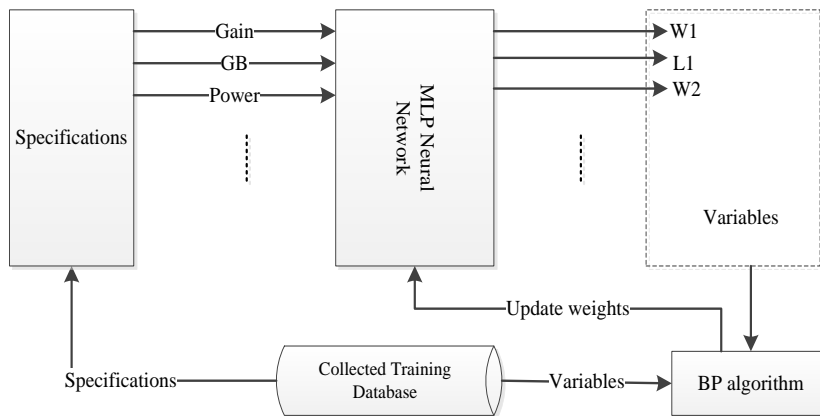 Gain
GB
Power
Specifications
MLP Neural
Network
W1
L1
W2
Variables
Update weights
Specifications
Collected Training
Database
Variables
BP algorithm